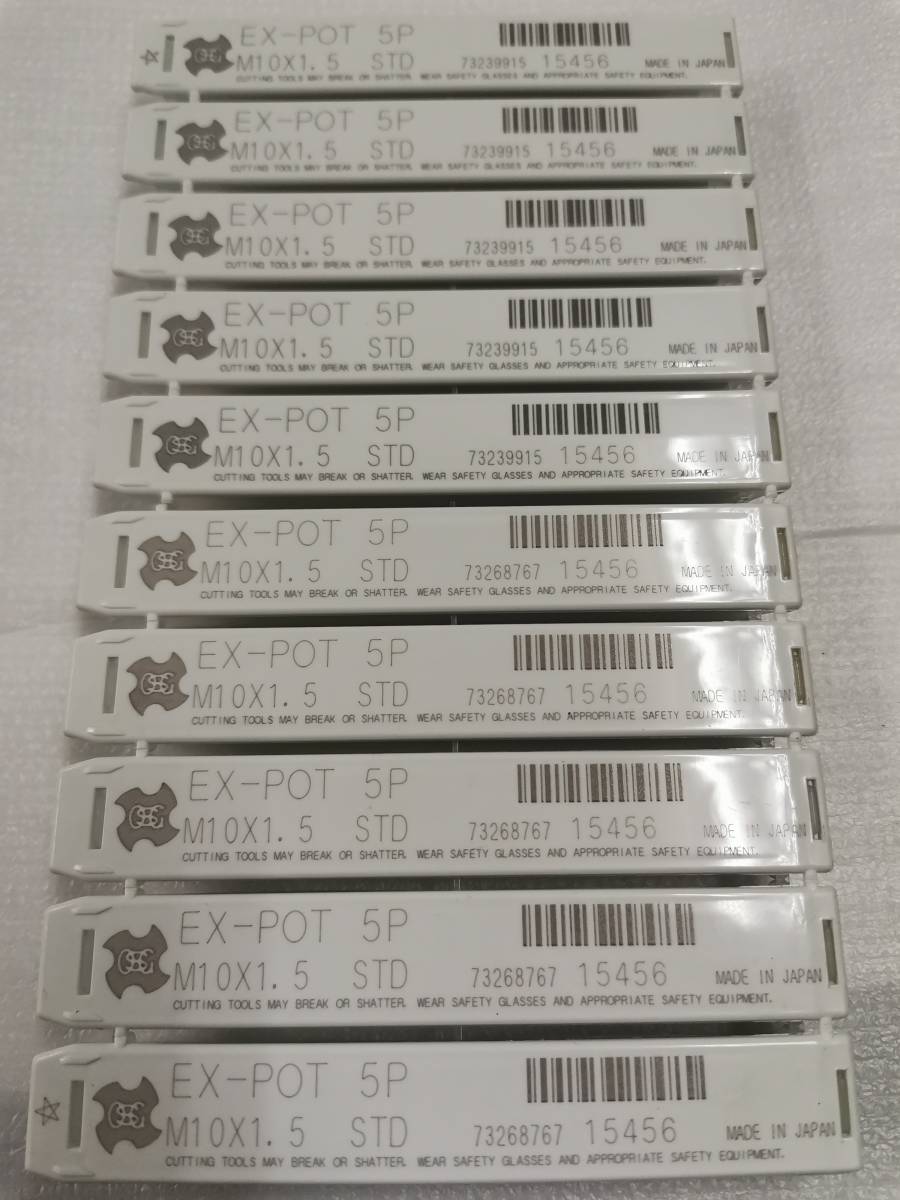 EX-POT 5P
M10X1.5 STD 73239915 15456 MADE IN JAPAN
CUTTING TOOLS MAY BREAK OR SHATTER. WEAR SAFETY GLASSES AND APPROPRIATE SAFETY EQUIPMENT.
EX-POT 5P
M10X1.5 STD 73239915 15456 MADE IN JAPAN
CUTTING TOOLS MAY BREAK OR SHATTER. WEAR SAFETY GLASSES AND APPROPRIATE SAFETY EQUIPMENT.
EX-POT 5P
M10X1.5 STD 73239915 15456 MADE IN JAPAN
CUTTING TOOLS MAY BREAK OR SHATTER. WEAR SAFETY GLASSES AND APPROPRIATE SAFETY EQUIPMENT.
EX-POT 5P
M10X1.5 STD 73239915 15456 MADE IN JAPAN
CUTTING TOOLS MAY BREAK OR SHATTER. WEAR SAFETY GLASSES AND APPROPRIATE SAFETY EQUIPMENT.
EX-POT 5P
M10X1.5 STD 73239915 15456 MADE IN JAPAN
CUTTING TOOLS MAY BREAK OR SHATTER. WEAR SAFETY GLASSES AND APPROPRIATE SAFETY EQUIPMENT.
EX-POT 5P
M10X1.5 STD 73268767 15456 MADE IN JAPAN
CUTTING TOOLS MAY BREAK OR SHATTER. WEAR SAFETY GLASSES AND APPROPRIATE SAFETY EQUIPMENT.
EX-POT 5P
M10X1.5 STD 73268767 15456 MADE IN JAPAN
CUTTING TOOLS MAY BREAK OR SHATTER. WEAR SAFETY GLASSES AND APPROPRIATE SAFETY EQUIPMENT.
EX-POT 5P
M10X1.5 STD 73268767 15456 MADE IN JAPAN
CUTTING TOOLS MAY BREAK OR SHATTER. WEAR SAFETY GLASSES AND APPROPRIATE SAFETY EQUIPMENT.
EX-POT 5P
M10X1.5 STD 73268767 15456 MADE IN JAPAN
CUTTING TOOLS MAY BREAK OR SHATTER. WEAR SAFETY GLASSES AND APPROPRIATE SAFETY EQUIPMENT.
EX-POT 5P
M10X1.5 STD 73268767 15456 MADE IN JAPAN
CUTTING TOOLS MAY BREAK OR SHATTER. WEAR SAFETY GLASSES AND APPROPRIATE SAFETY EQUIPMENT.